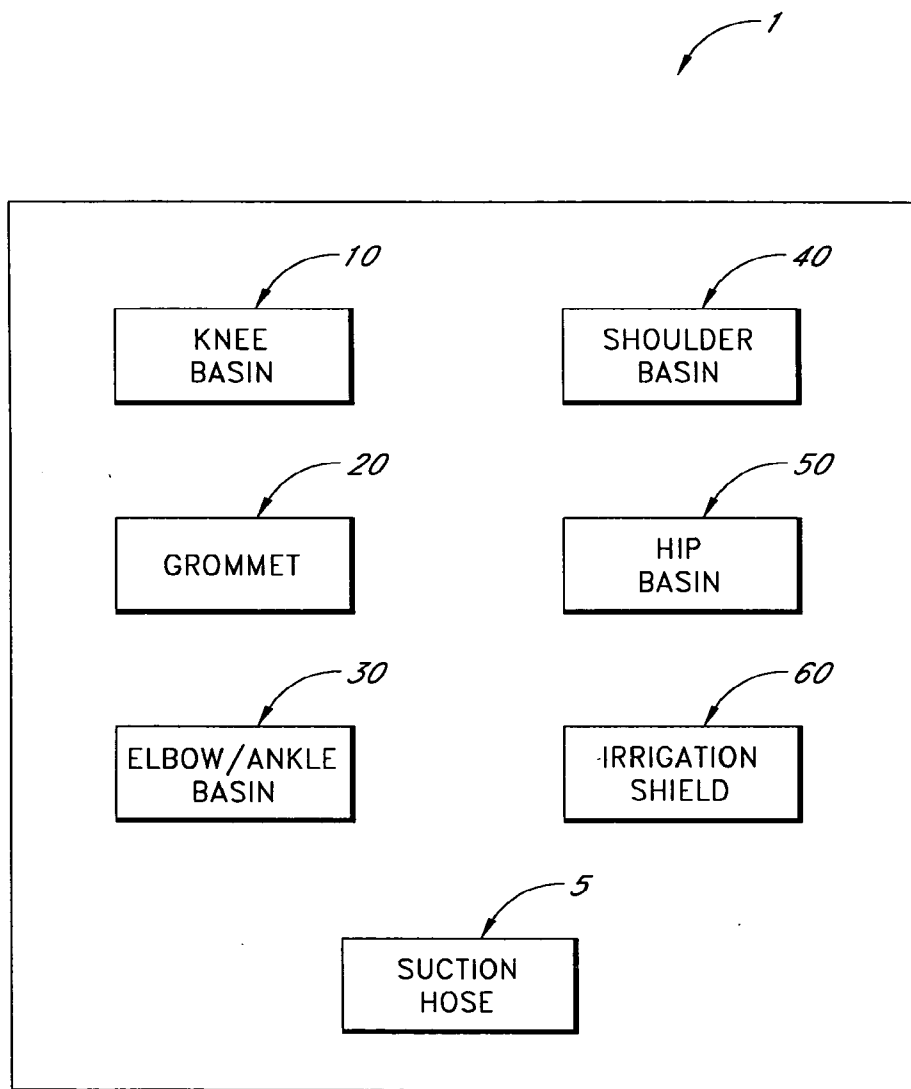 1
10
KNEE
BASIN
40
SHOULDER
BASIN
20
GROMMET
50
HIP
BASIN
30
ELBOW/ANKLE
BASIN
60
IRRIGATION
SHIELD
5
SUCTION
HOSE